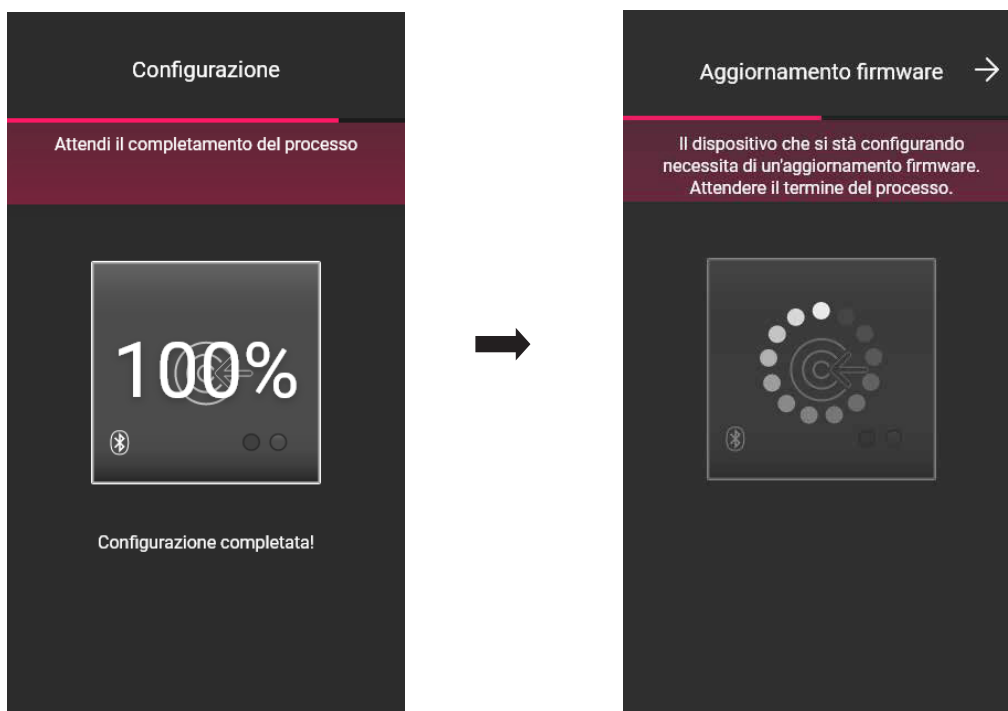 Configurazione
Attendi il completamento del processo
100%
Configurazione completata!
Aggiornamento firmware
Il dispositivo che si stà configurando
necessita di un'aggiornamento firmware.
Attendere il termine del processo.